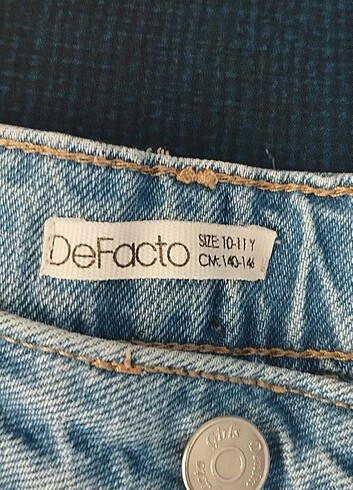 DeFacto
SIZE: 10-11 Y
CM: 140-146
Girls